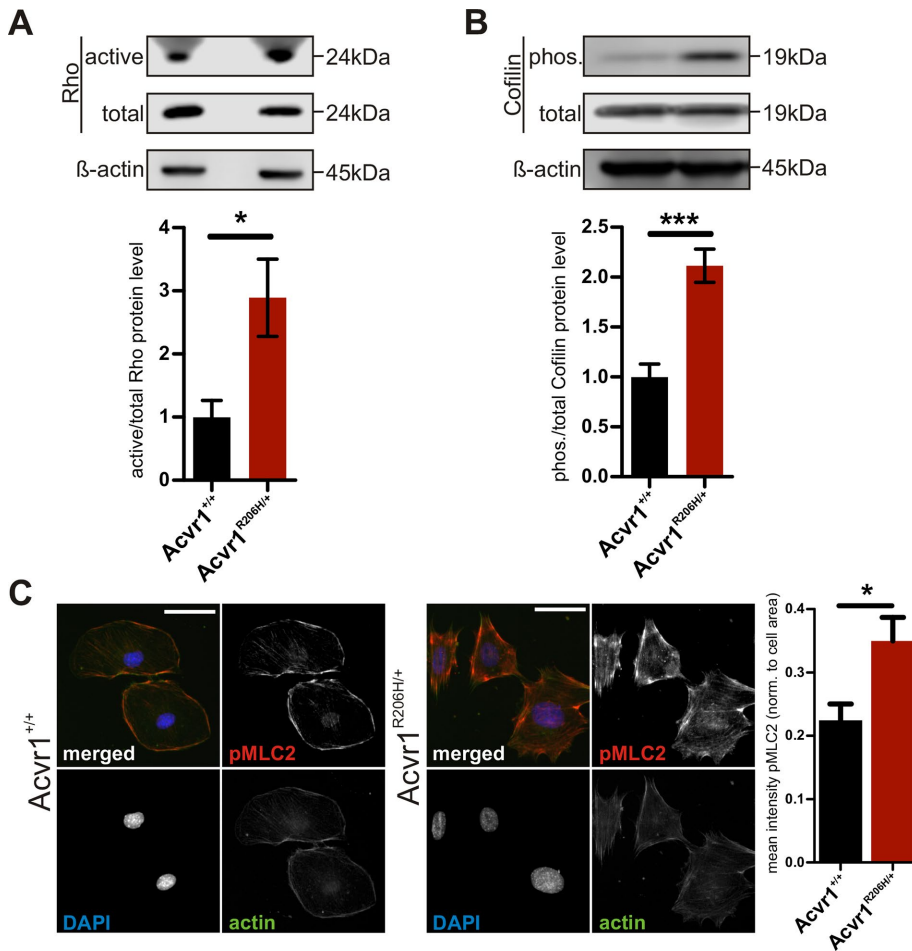 A
Rho
active
24kDa
total
24kDa
ß-actin
45kDa
*
active/total Rho protein level
4
3
2
1
0
Acvr1+/+
Acvr1R206H/+
B
Cofilin
phos.
19kDa
total
19kDa
ß-actin
45kDa
***
phos./total Cofilin protein level
2.5
2.0
1.5
1.0
0.5
0.0
Acvr1+/+
Acvr1R206H/+
C
Acvr1+/+
merged
pMLC2
DAPI
actin
Acvr1R206H/+
merged
pMLC2
DAPI
actin
*
mean intensity pMLC2 (norm. to cell area)
0.4
0.3
0.2
0.1
0.0
Acvr1+/+
Acvr1R206H/+